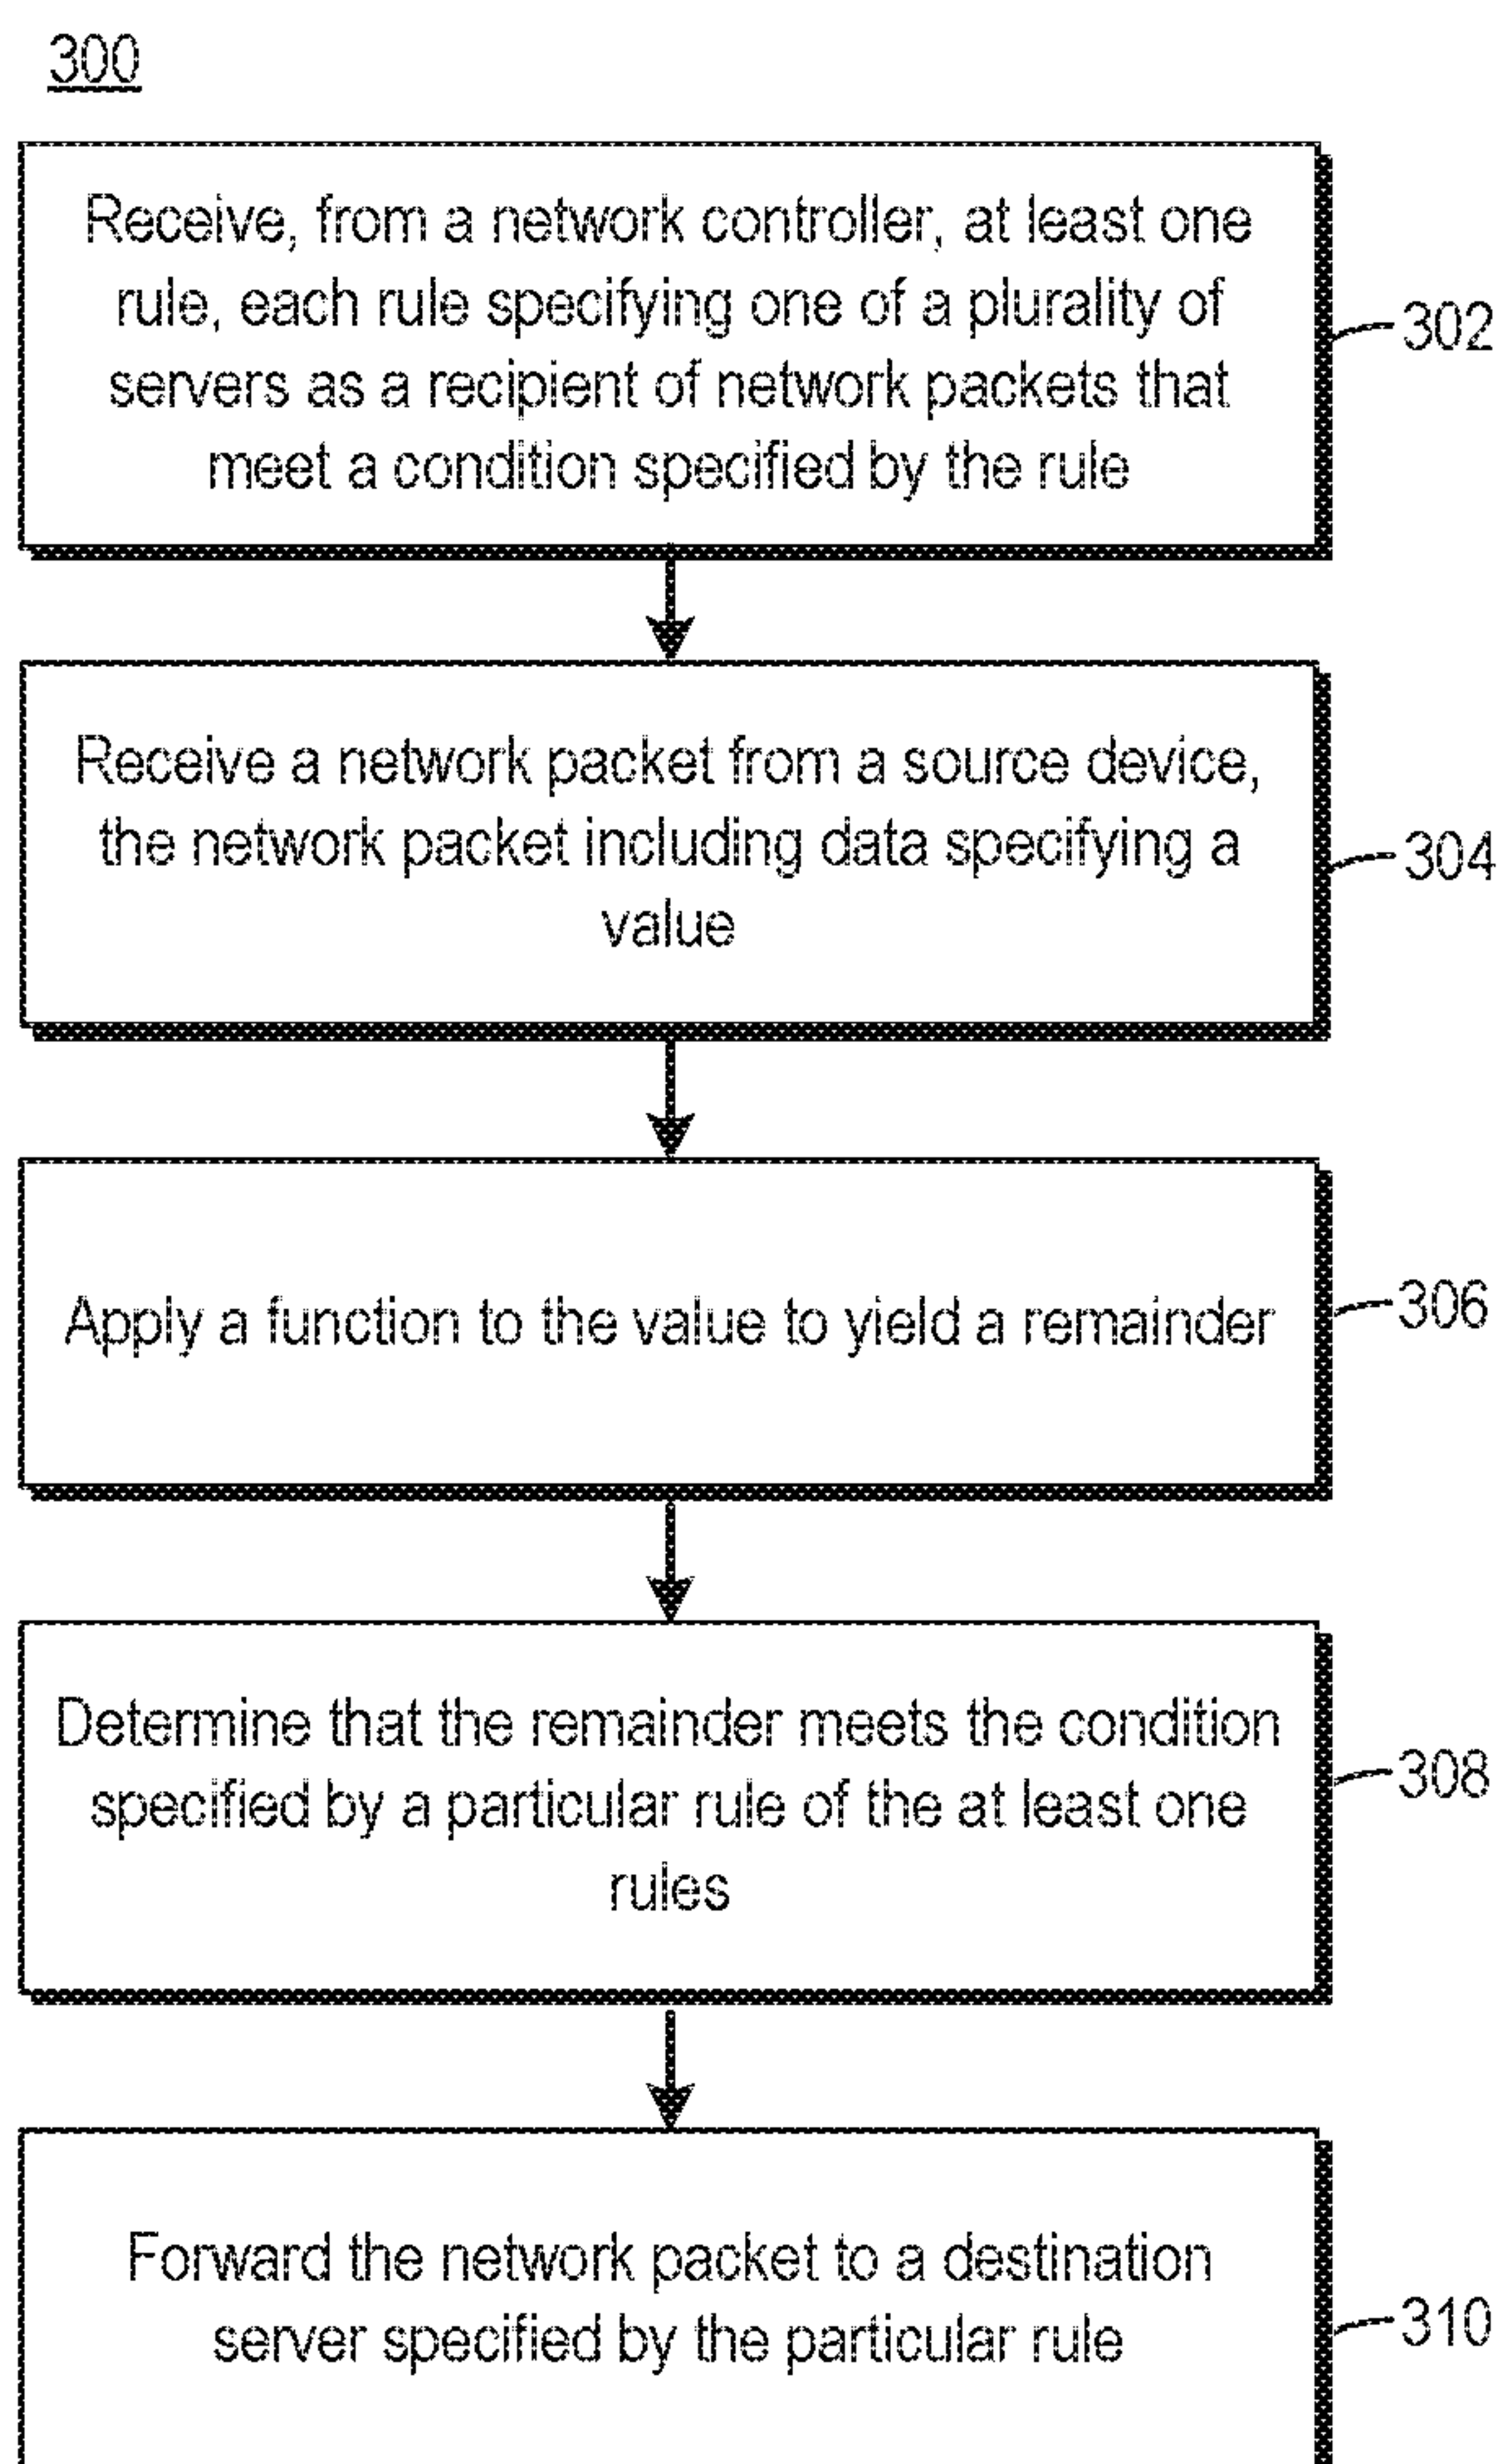 300
Receive, from a network controller, at least one
rule, each rule specifying one of a plurality of
servers as a recipient of network packets that
meet a condition specified by the rule
302
Receive a network packet from a source device,
the network packet including data specifying a
value
304
Apply a function to the value to yield a remainder
306
Determine that the remainder meets the condition
specified by a particular rule of the at least one
rules
308
Forward the network packet to a destination
server specified by the particular rule
310